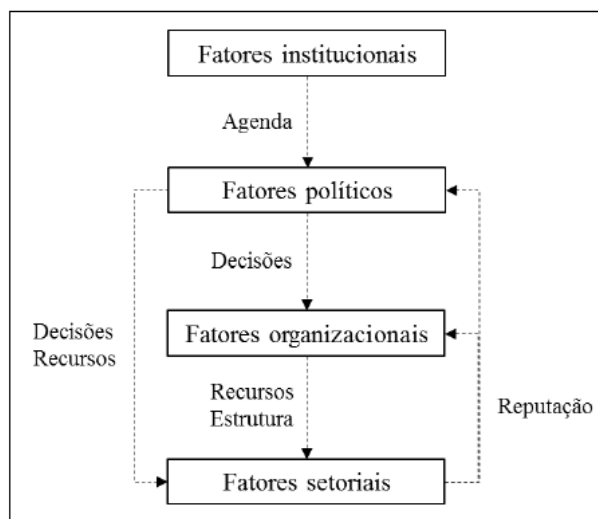 Fatores institucionais
Agenda
Fatores políticos
Decisões
Fatores organizacionais
Decisões
Recursos
Recursos
Estrutura
Reputação
Fatores setoriais